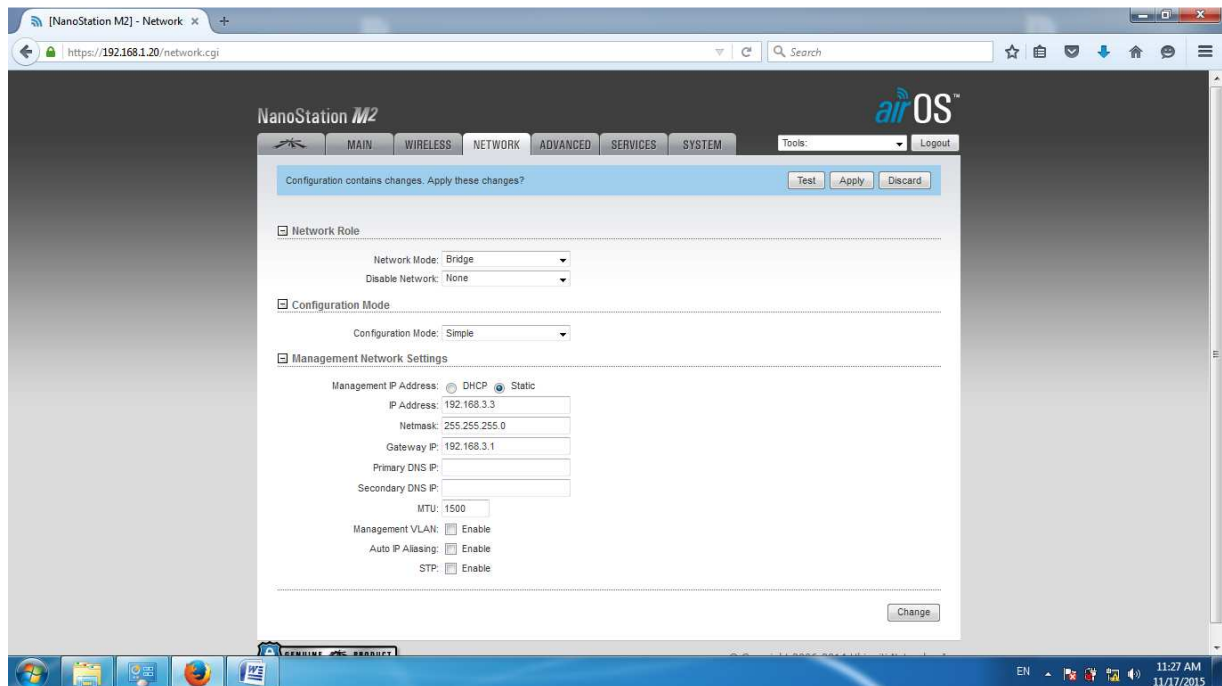 [NanoStation M2] - Network
https://192.168.1.20/network.cgi
Search
NanoStation M2
airOS™
MAIN WIRELESS NETWORK ADVANCED SERVICES SYSTEM Tools: Logout
Configuration contains changes. Apply these changes? Test Apply Discard
Network Role
Network Mode: Bridge
Disable Network: None
Configuration Mode
Configuration Mode: Simple
Management Network Settings
Management IP Address: DHCP Static
IP Address: 192.168.3.3
Netmask: 255.255.255.0
Gateway IP: 192.168.3.1
Primary DNS IP:
Secondary DNS IP:
MTU: 1500
Management VLAN: Enable
Auto IP Aliasing: Enable
STP: Enable
Change
GENUINE PRODUCT
EN 11:27 AM
11/17/2015